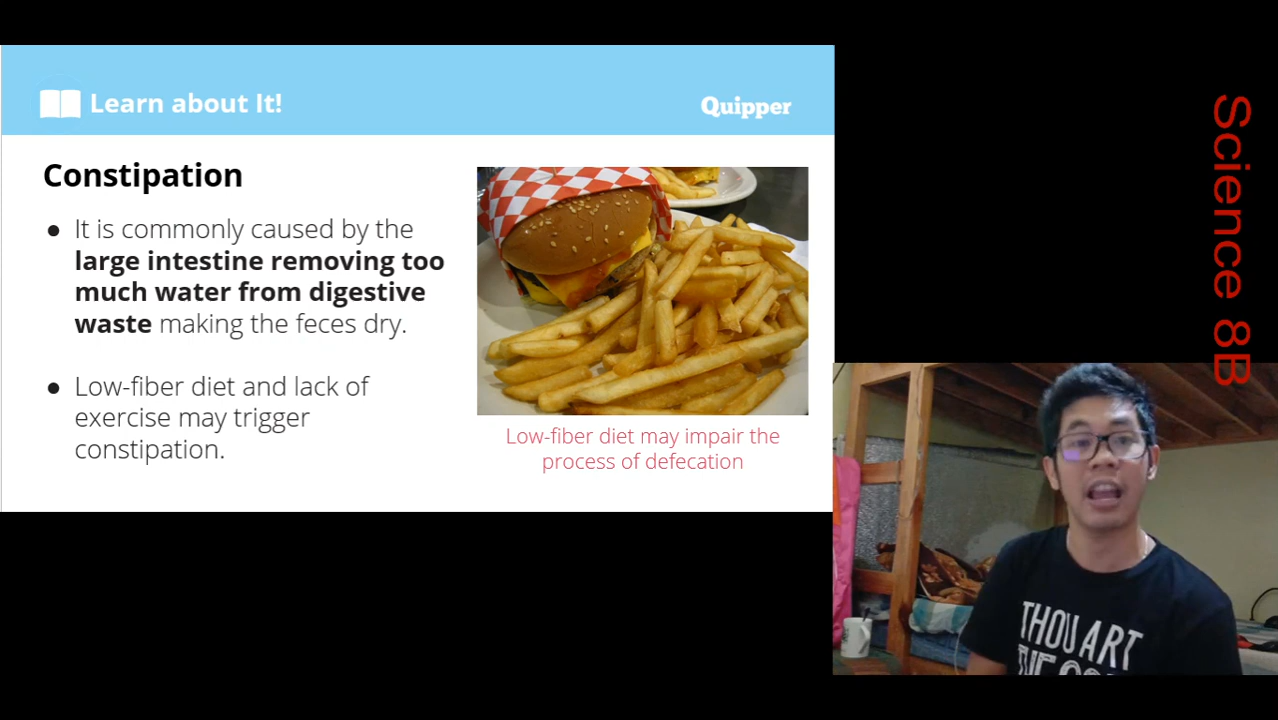 Learn about It!
Quipper
Constipation
● It is commonly caused by the
large intestine removing too
much water from digestive
waste making the feces dry.
● Low-fiber diet and lack of
exercise may trigger
constipation.
Low-fiber diet may impair the
process of defecation
Science 8B
THOU ART